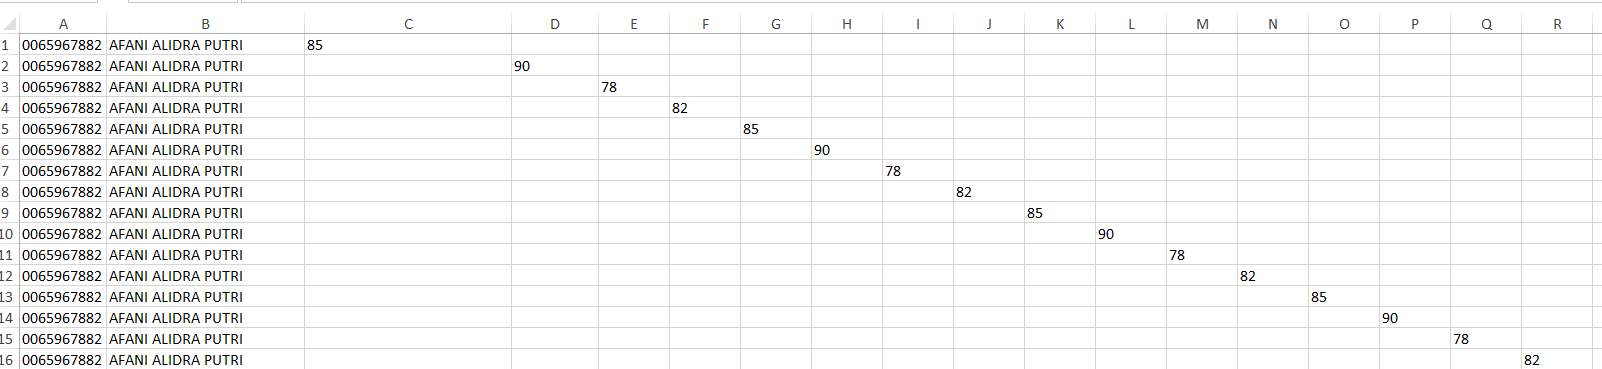 A B C D E F G H I J K L M N O P Q R
1 0065967882 AFANI ALIDRA PUTRI 85
2 0065967882 AFANI ALIDRA PUTRI 90
3 0065967882 AFANI ALIDRA PUTRI 78
4 0065967882 AFANI ALIDRA PUTRI 82
5 0065967882 AFANI ALIDRA PUTRI 85
6 0065967882 AFANI ALIDRA PUTRI 90
7 0065967882 AFANI ALIDRA PUTRI 78
8 0065967882 AFANI ALIDRA PUTRI 82
9 0065967882 AFANI ALIDRA PUTRI 85
10 0065967882 AFANI ALIDRA PUTRI 90
11 0065967882 AFANI ALIDRA PUTRI 78
12 0065967882 AFANI ALIDRA PUTRI 82
13 0065967882 AFANI ALIDRA PUTRI 85
14 0065967882 AFANI ALIDRA PUTRI 90
15 0065967882 AFANI ALIDRA PUTRI 78
16 0065967882 AFANI ALIDRA PUTRI 82